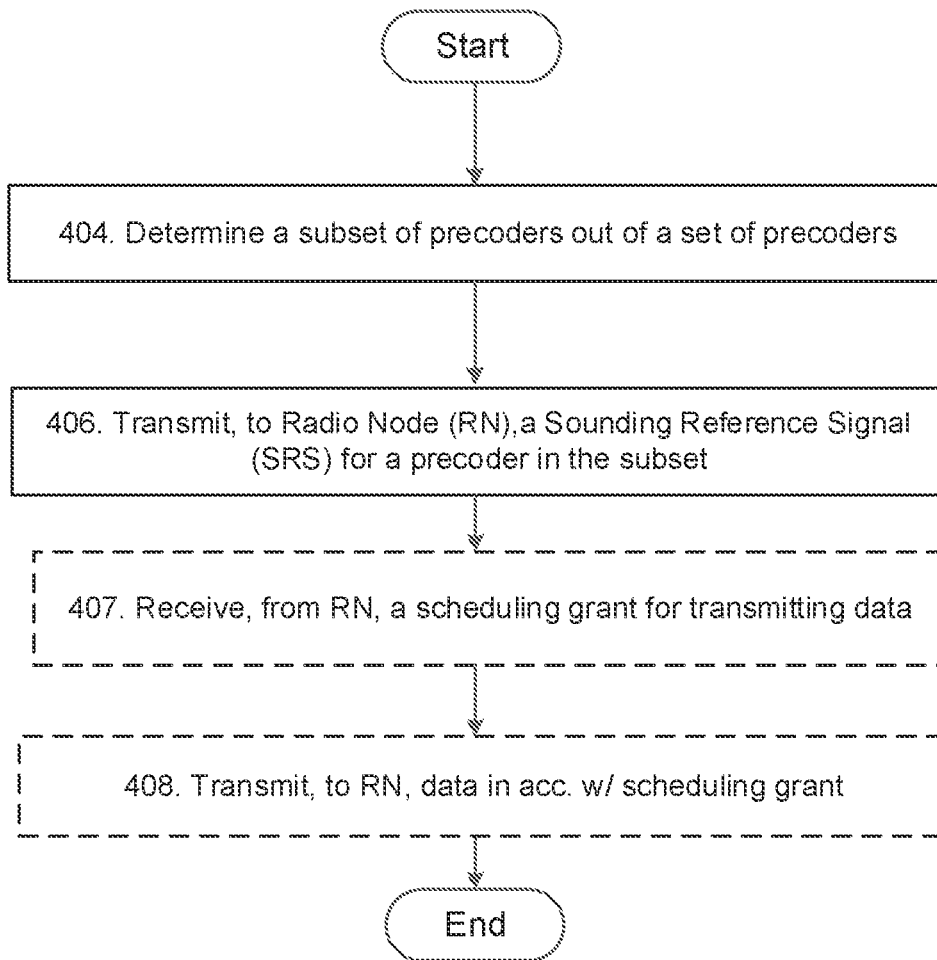 Start
404. Determine a subset of precoders out of a set of precoders
406. Transmit, to Radio Node (RN),a Sounding Reference Signal
(SRS) for a precoder in the subset
407. Receive, from RN, a scheduling grant for transmitting data
408. Transmit, to RN, data in acc. w/ scheduling grant
End